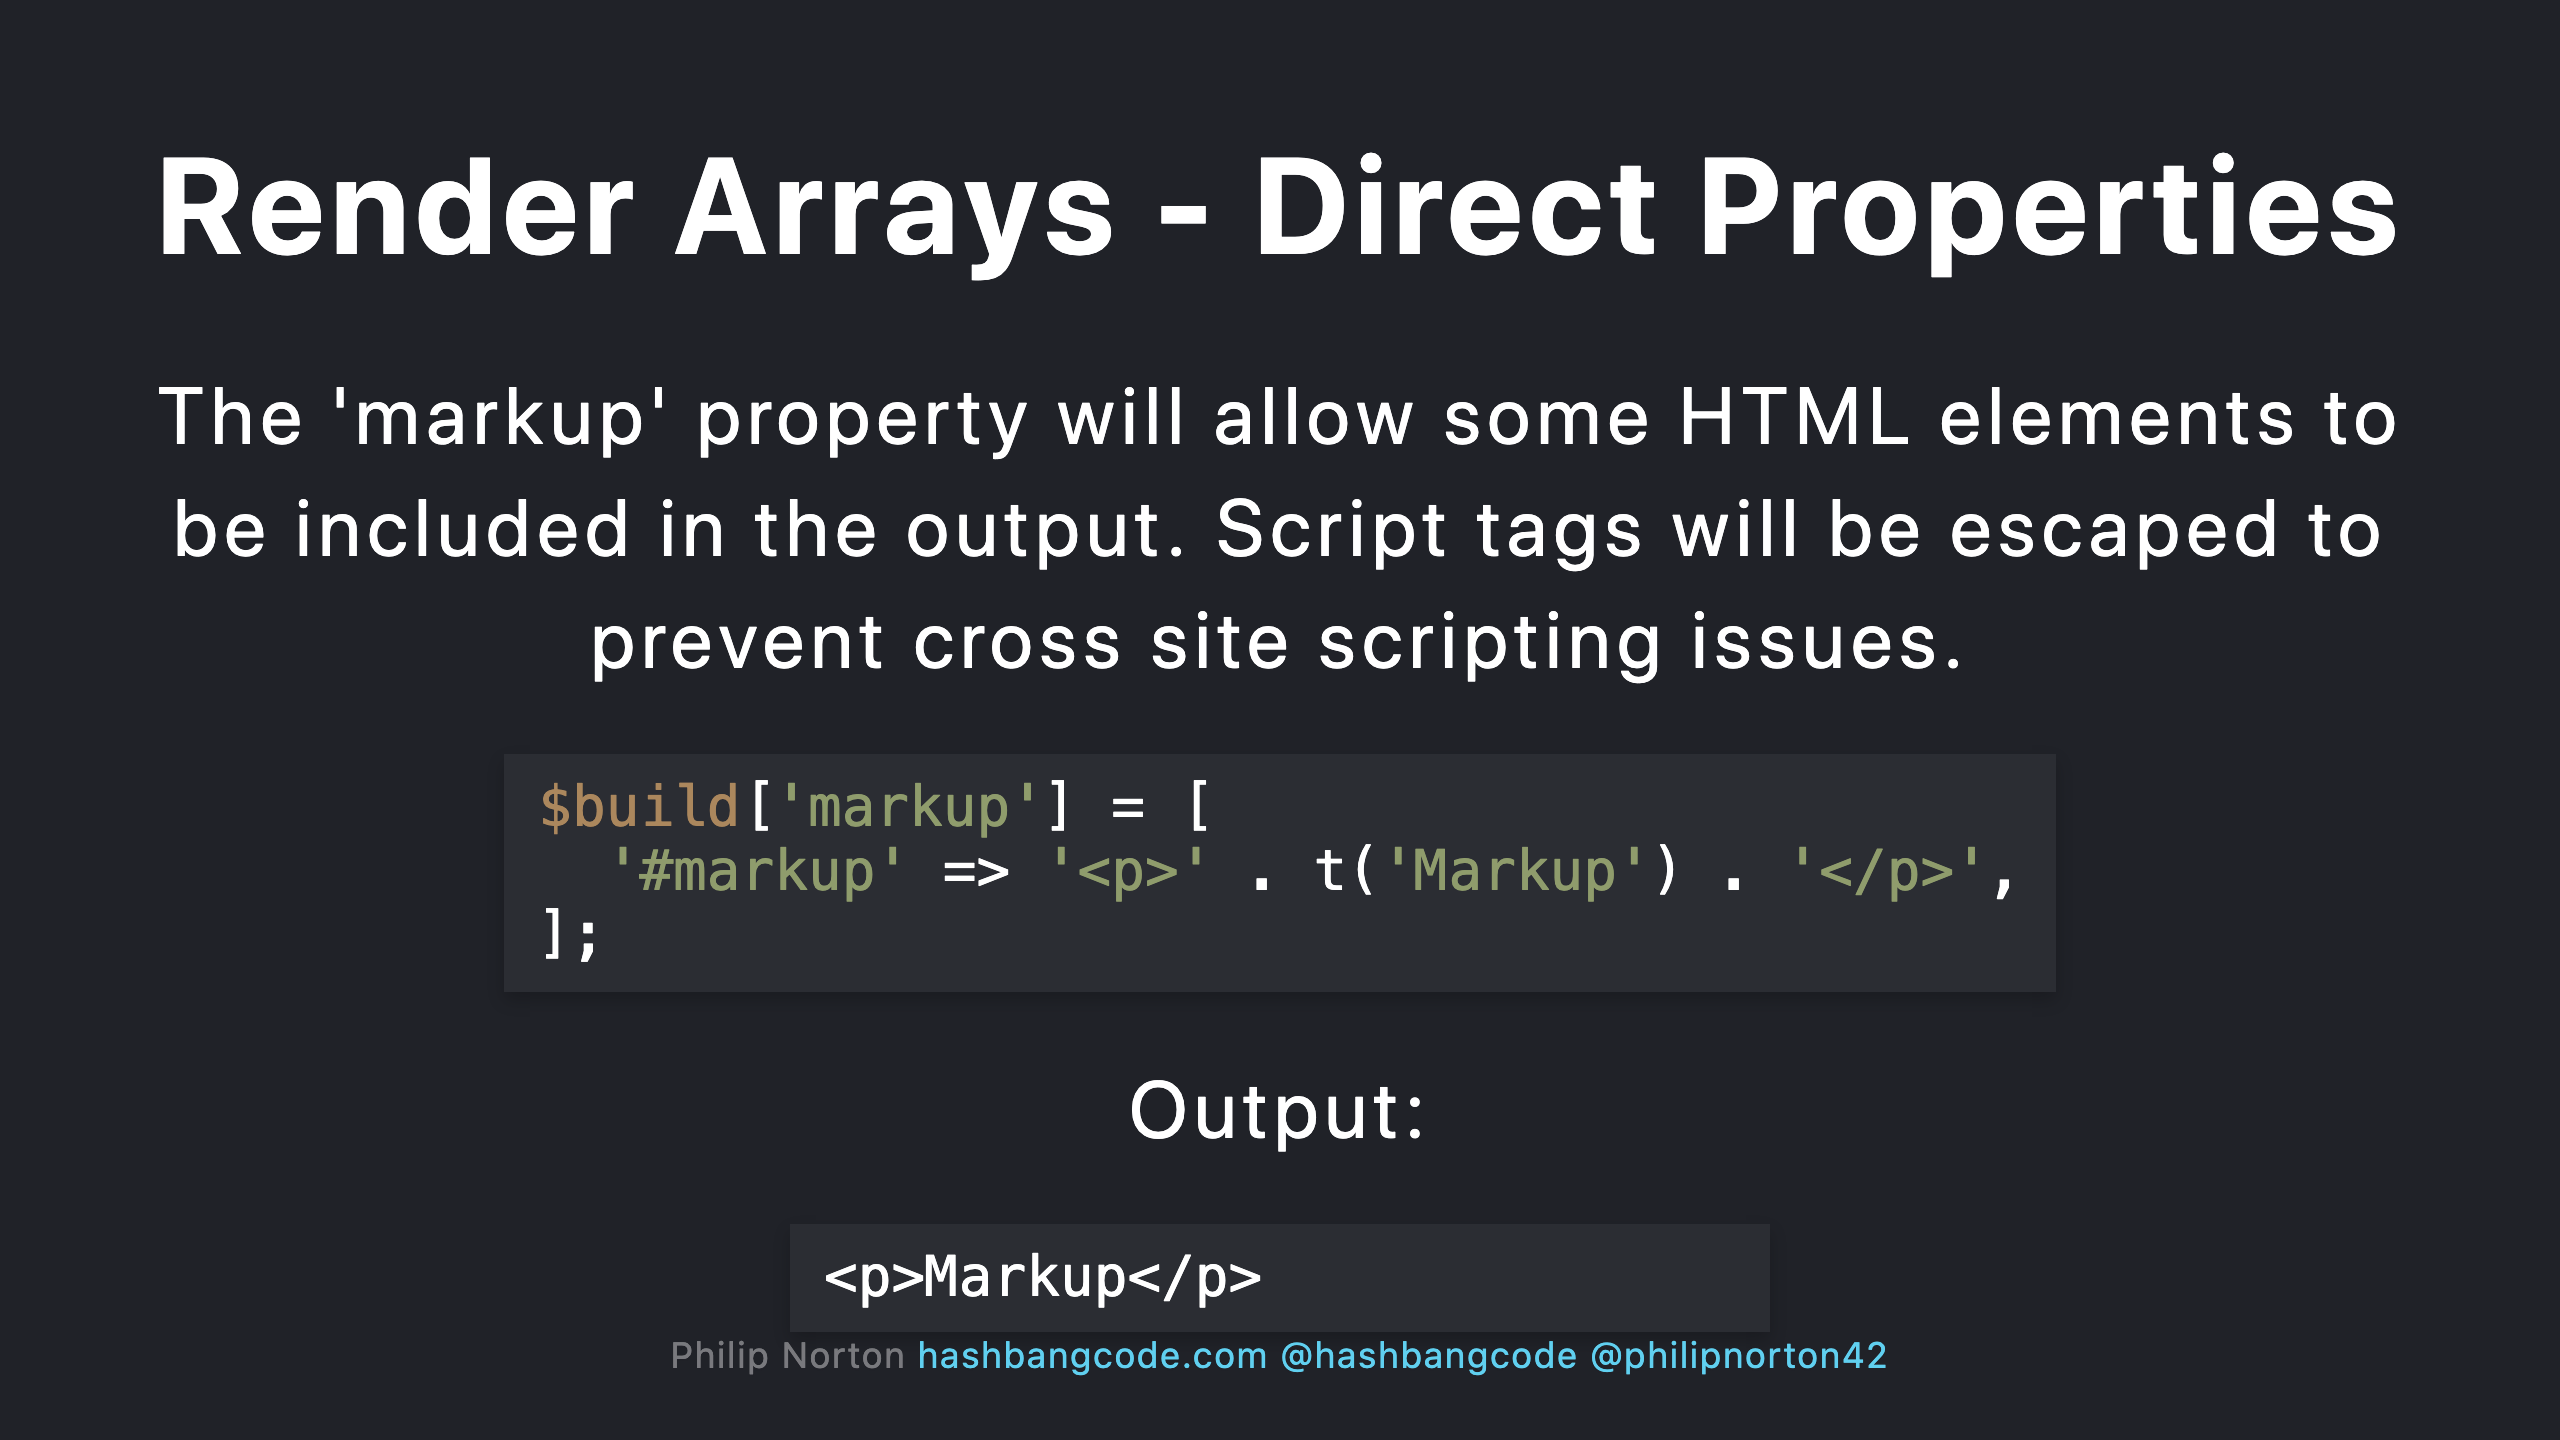 Render Arrays - Direct Properties
The 'markup' property will allow some HTML elements to
be included in the output. Script tags will be escaped to
prevent cross site scripting issues.
$build['markup'] = [
  '#markup' => '<p>' . t('Markup') . '</p>',
];
Output:
<p>Markup</p>
Philip Norton hashbangcode.com @hashbangcode @philipnorton42